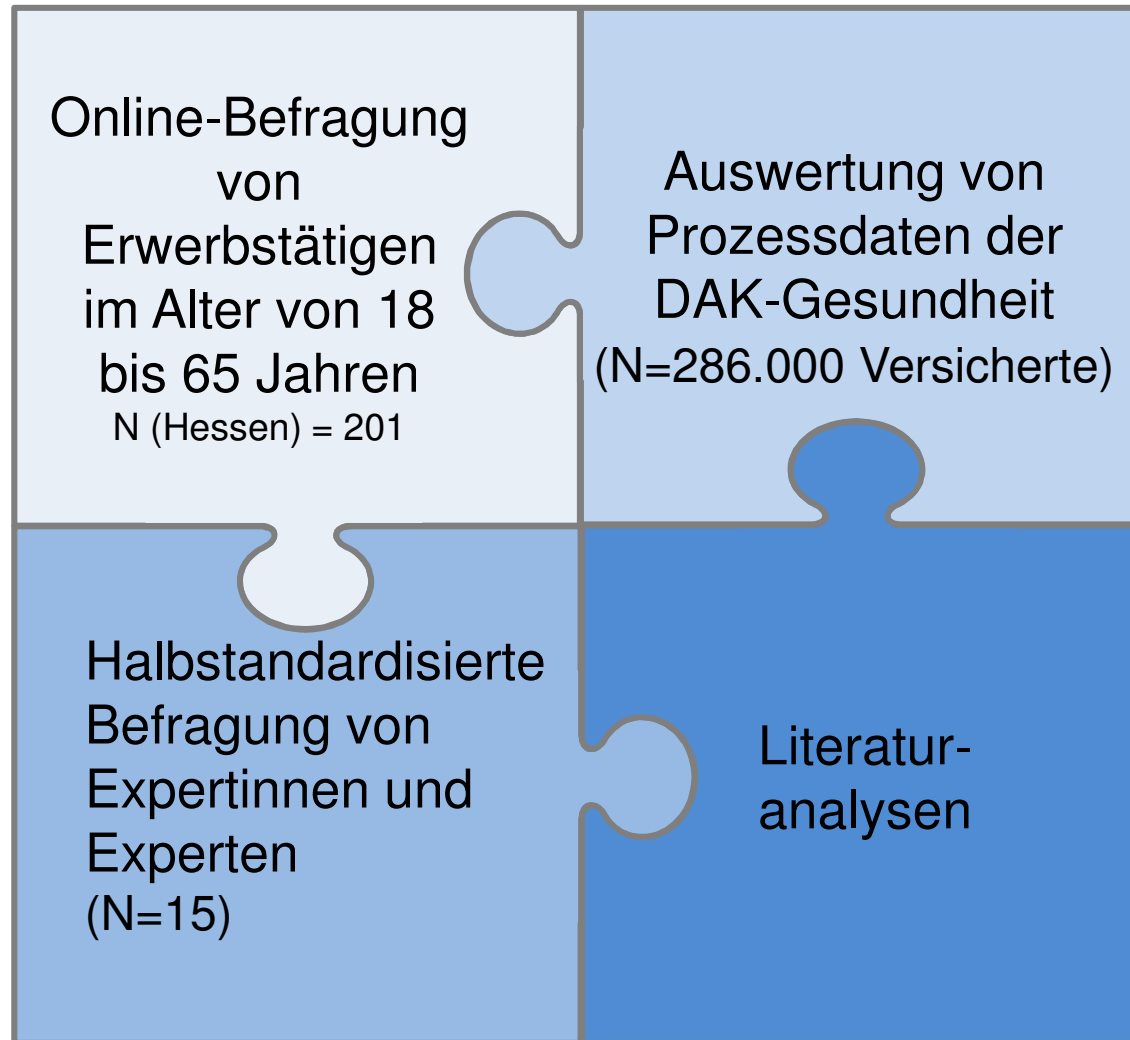 Online-Befragung
von
Erwerbstätigen
im Alter von 18
bis 65 Jahren
N (Hessen) = 201
Auswertung von
Prozessdaten der
DAK-Gesundheit
(N=286.000 Versicherte)
Halbstandardisierte
Befragung von
Expertinnen und
Experten
(N=15)
Literatur-
analysen